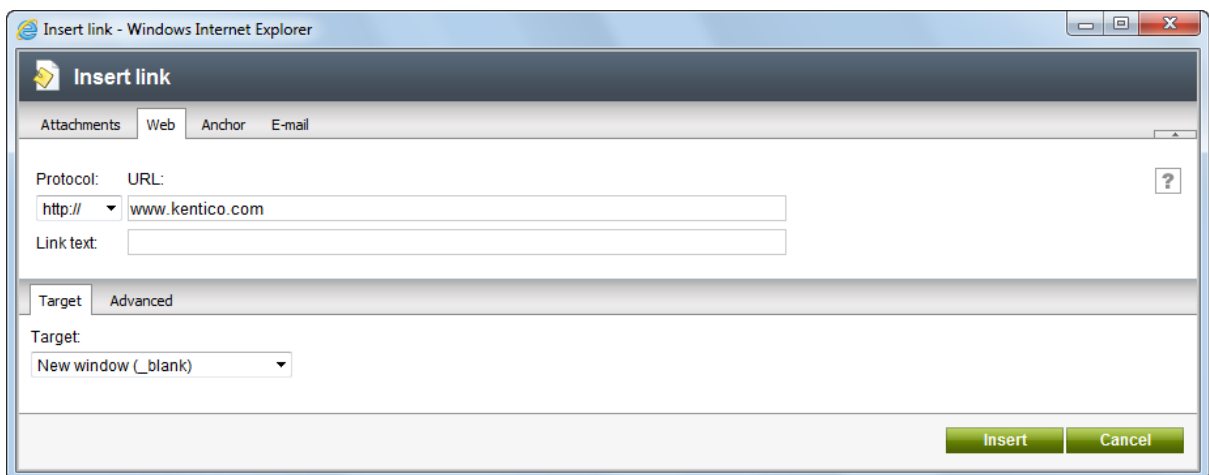 Insert link - Windows Internet Explorer
Insert link
Attachments Web Anchor E-mail
Protocol: URL:
http:// www.kentico.com
?
Link text:
Target Advanced
Target:
New window (_blank)
Insert Cancel